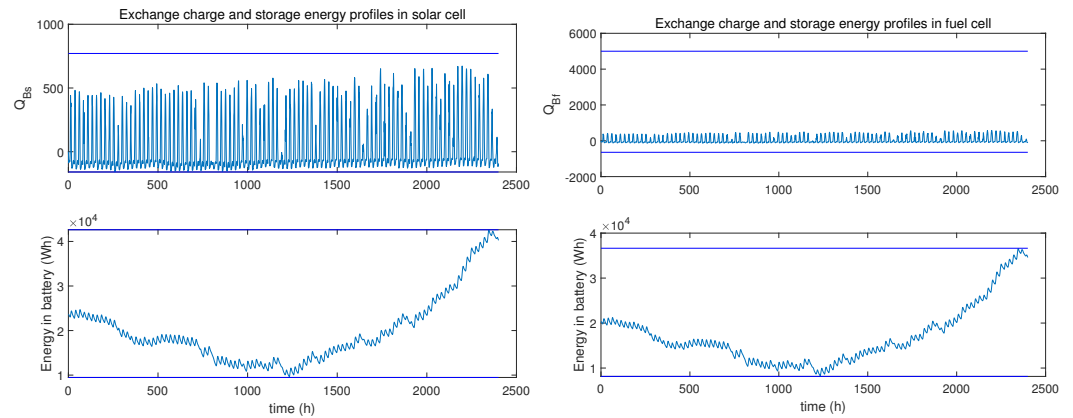 Exchange charge and storage energy profiles in solar cell
1000
500
0
Q_Bs
0 500 1000 1500 2000 2500
×10^4
4
3
2
1
Energy in battery (Wh)
0 500 1000 1500 2000 2500
time (h)
Exchange charge and storage energy profiles in fuel cell
6000
4000
2000
0
-2000
Q_Bf
0 500 1000 1500 2000 2500
×10^4
4
3
2
1
Energy in battery (Wh)
0 500 1000 1500 2000 2500
time (h)